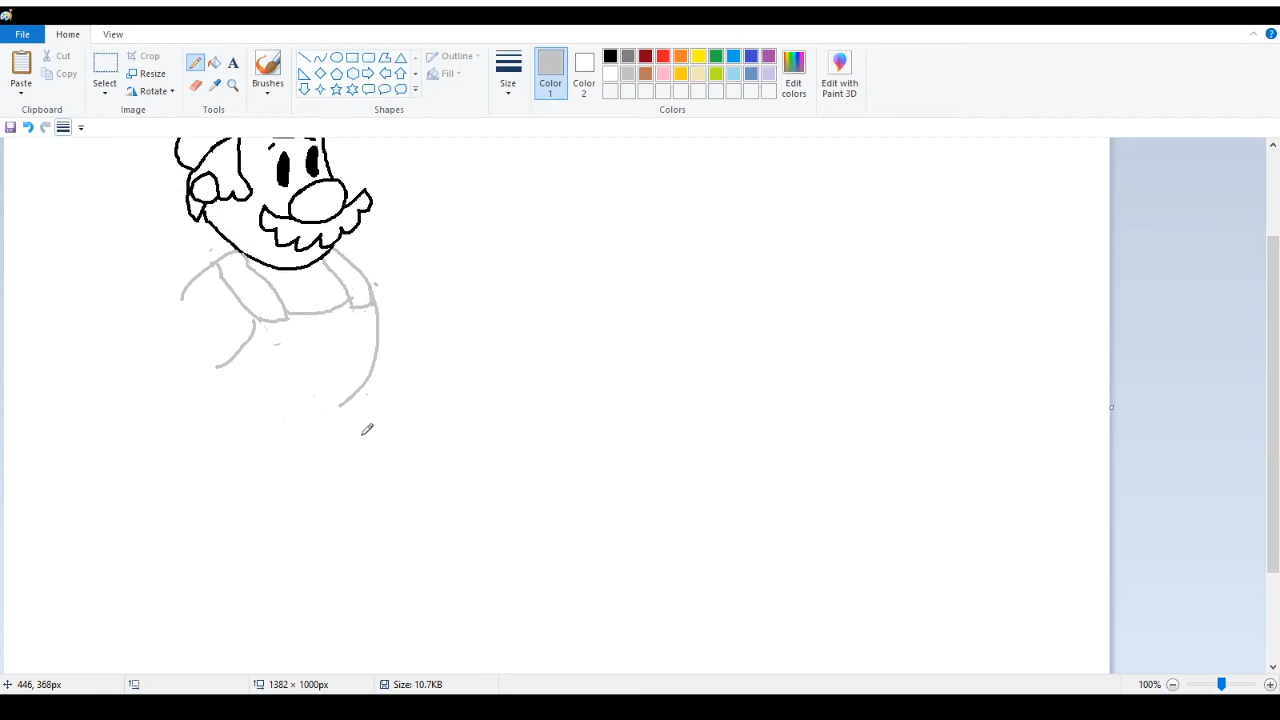 File Home View
Paste Cut Copy Select Crop Resize Rotate A Brushes Outline Fill Size Color 1 Color 2 Edit colors Edit with Paint 3D
Clipboard Image Tools Shapes Colors
446, 368px 1382 × 1000px Size: 10.7KB 100%